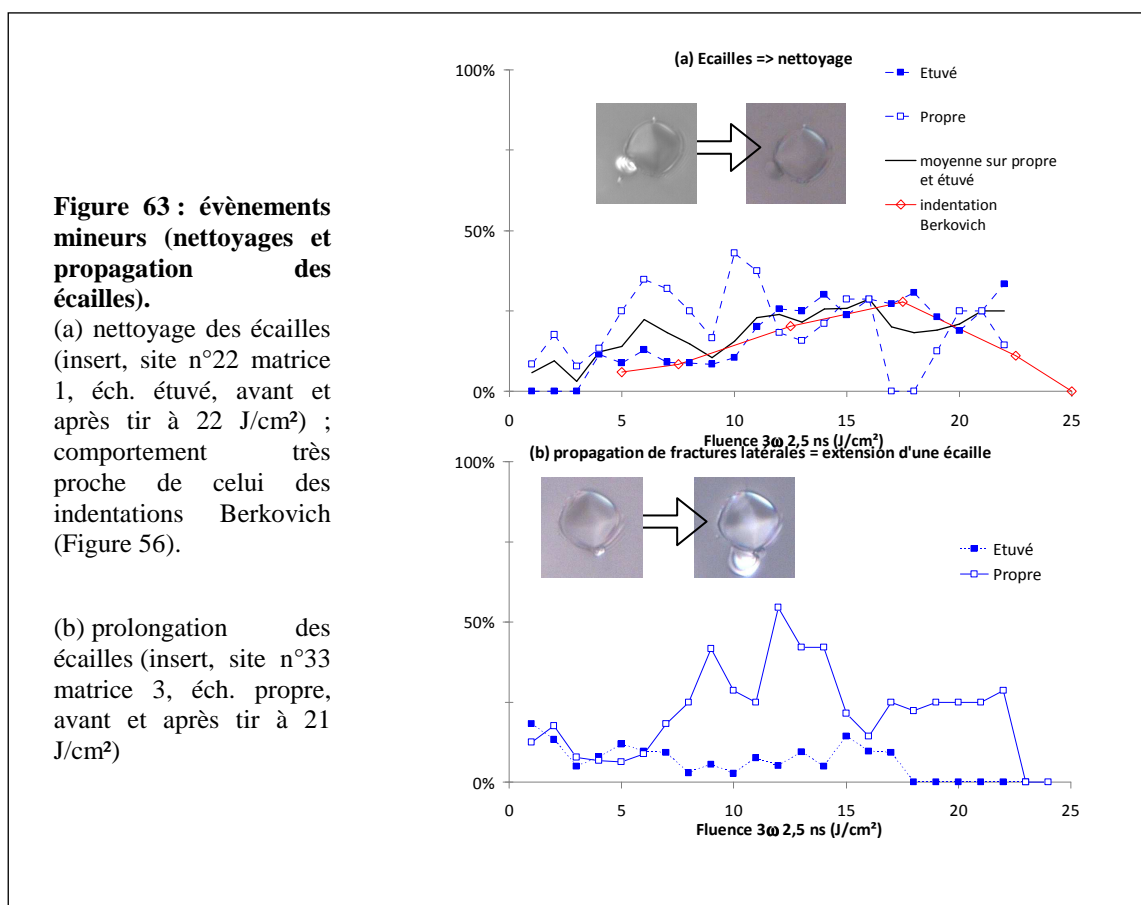 Figure 63 : évènements
mineurs (nettoyages et
propagation des
écailles).
(a) nettoyage des écailles
(insert, site n°22 matrice
1, éch. étuvé, avant et
après tir à 22 J/cm²) ;
comportement très
proche de celui des
indentations Berkovich
(Figure 56).
(b) prolongation des
écailles (insert, site n°33
matrice 3, éch. propre,
avant et après tir à 21
J/cm²)
(a) Ecailles => nettoyage
100%
50%
0%
Etuvé
Propre
moyenne sur propre
et étuvé
indentation
Berkovich
0 5 10 15 20 25
Fluence 3ω 2,5 ns (J/cm²)
(b) propagation de fractures latérales = extension d'une écaille
100%
50%
0%
Etuvé
Propre
0 5 10 15 20 25
Fluence 3ω 2,5 ns (J/cm²)